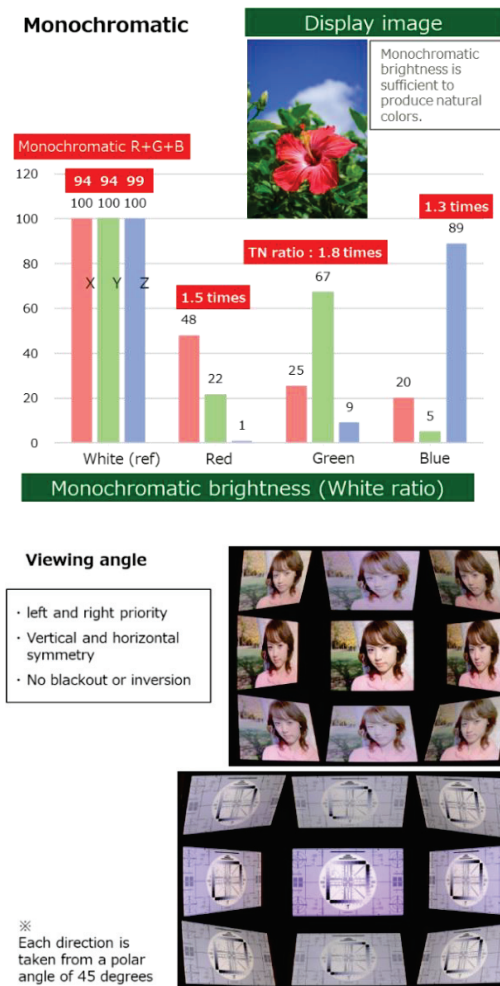 Monochromatic
Display image
Monochromatic
brightness is
sufficient to
produce natural
colors.
Monochromatic R+G+B
120
94 94 99
100 100 100
100
1.3 times
89
TN ratio : 1.8 times
67
80
X Y Z
1.5 times
60
48
40
22
25
20
20
1
9
5
0
White (ref) Red Green Blue
Monochromatic brightness (White ratio)
Viewing angle
・left and right priority
・Vertical and horizontal
symmetry
・No blackout or inversion
※
Each direction is
taken from a polar
angle of 45 degrees